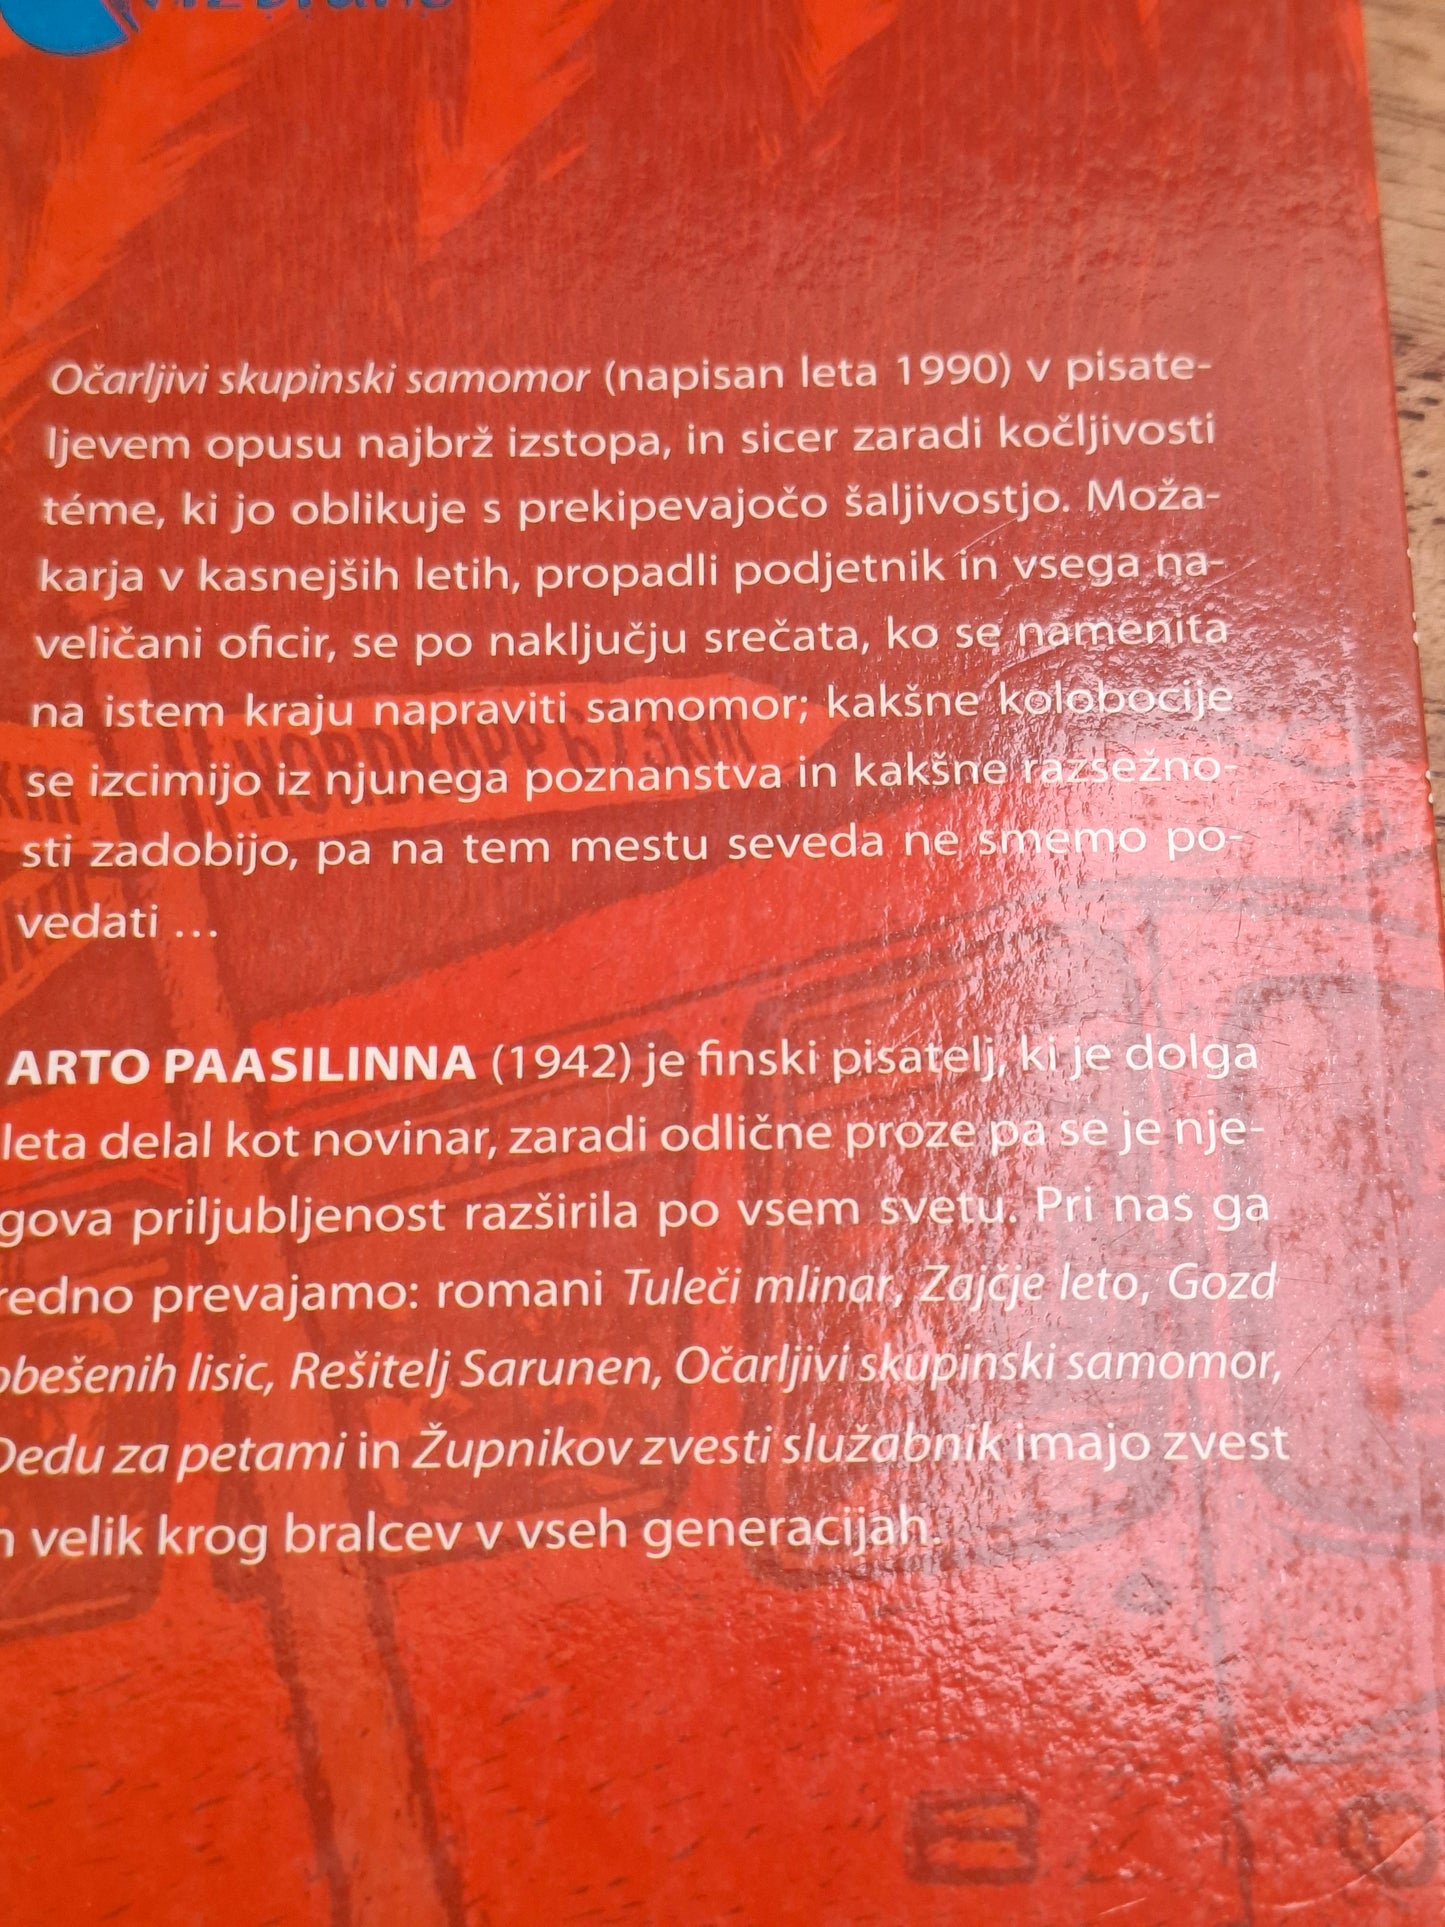 Očarljivi skupinski samomor (napisan leta 1990) v pisate-
ljevem opusu najbrž izstopa, in sicer zaradi kočljivosti
téme, ki jo oblikuje s prekipevajočo šaljivostjo. Moža-
karja v kasnejših letih, propadli podjetnik in vsega na-
veličani oficir, se po naključju srečata, ko se namenita
na istem kraju napraviti samomor; kakšne kolobocije
se izcimijo iz njunega poznanstva in kakšne razsežno-
sti zadobijo, pa na tem mestu seveda ne smemo po-
vedati ...
NORDKAPP
KM
ARTO PAASILINNA (1942) je finski pisatelj, ki je dolga
leta delal kot novinar, zaradi odlične proze pa se je nje-
gova priljubljenost razširila po vsem svetu. Pri nas ga
redno prevajamo: romani Tuleči mlinar, Zajčje leto, Gozd
obešenih lisic, Rešitelj Sarunen, Očarljivi skupinski samomor,
Dedu za petami in Župnikov zvesti služabnik imajo zvest
velik krog bralcev v vseh generacijah.